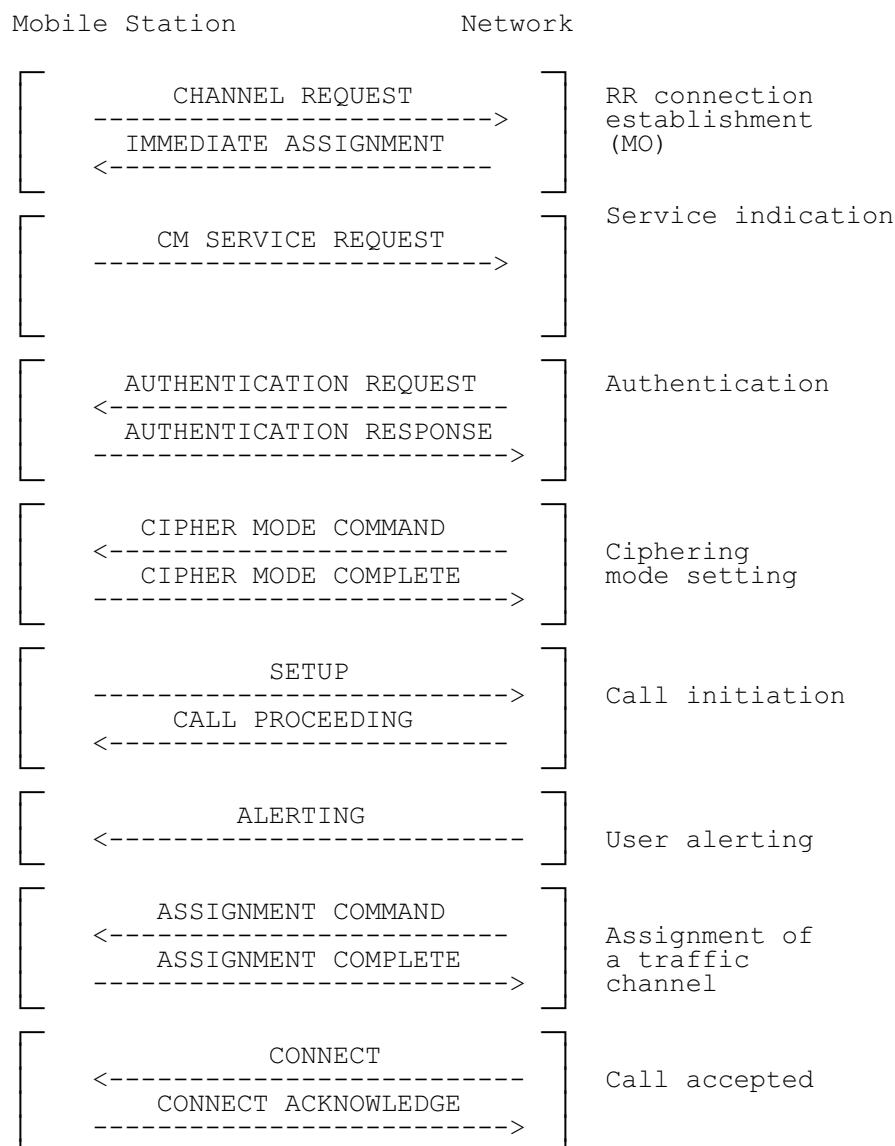 Mobile Station Network
CHANNEL REQUEST RR connection
-------------------------> establishment
IMMEDIATE ASSIGNMENT (MO)
<------------------------
Service indication
CM SERVICE REQUEST
------------------------->
AUTHENTICATION REQUEST Authentication
<-------------------------
AUTHENTICATION RESPONSE
-------------------------->
CIPHER MODE COMMAND
<------------------------- Ciphering
CIPHER MODE COMPLETE mode setting
-------------------------->
SETUP
--------------------------> Call initiation
CALL PROCEEDING
<-------------------------
ALERTING
<-------------------------- User alerting
ASSIGNMENT COMMAND
<------------------------- Assignment of
ASSIGNMENT COMPLETE a traffic
--------------------------> channel
CONNECT
<-------------------------- Call accepted
CONNECT ACKNOWLEDGE
-------------------------->